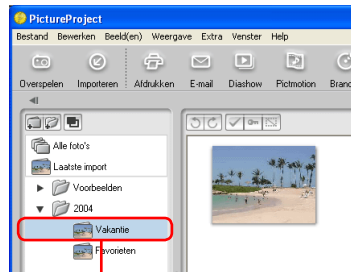 PictureProject
Bestand Bewerken Beeld(en) Weergave Extra Venster Help
Overspelen Importeren Afdrukken E-mail Diashow Pictmotion
Alle foto's
Laatste import
Voorbeelden
2004
Vakantie
Favorieten